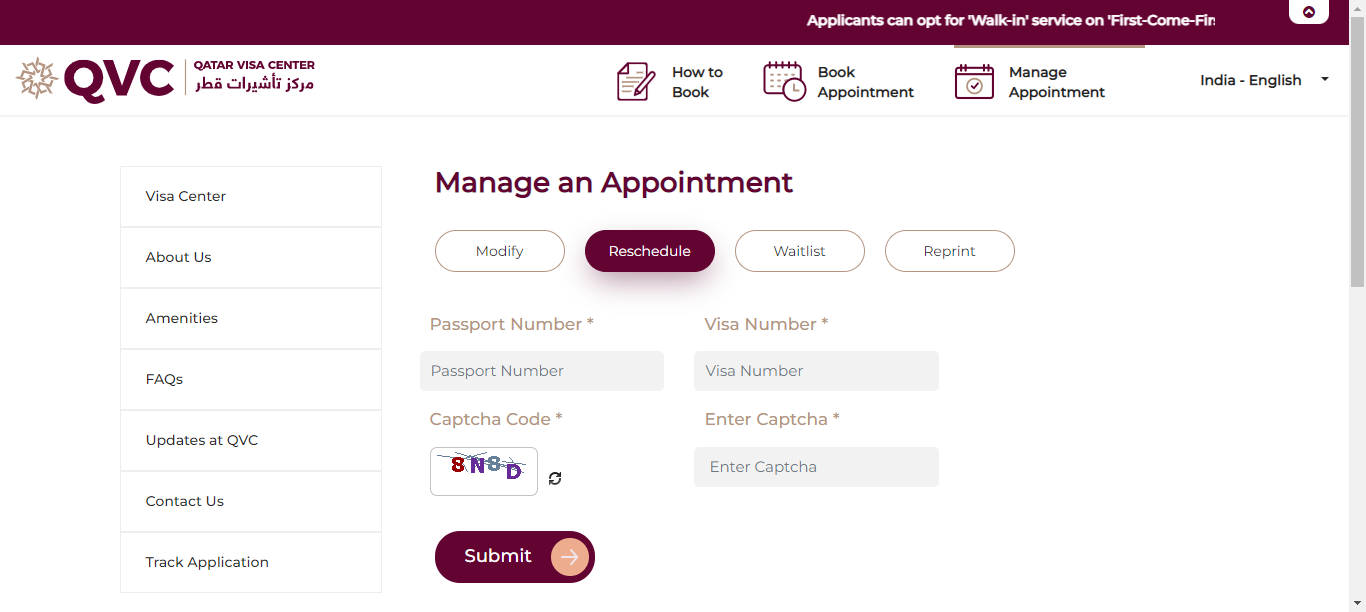 Applicants can opt for 'Walk-in' service on 'First-Come-Fir
QVC
QATAR VISA CENTER
مركز تأشيرات قطر
How to
Book
Book
Appointment
Manage
Appointment
India - English
Visa Center
About Us
Amenities
FAQs
Updates at QVC
Contact Us
Track Application
Manage an Appointment
Modify
Reschedule
Waitlist
Reprint
Passport Number *
Visa Number *
Passport Number
Visa Number
Captcha Code *
Enter Captcha *
8N8D
Enter Captcha
Submit